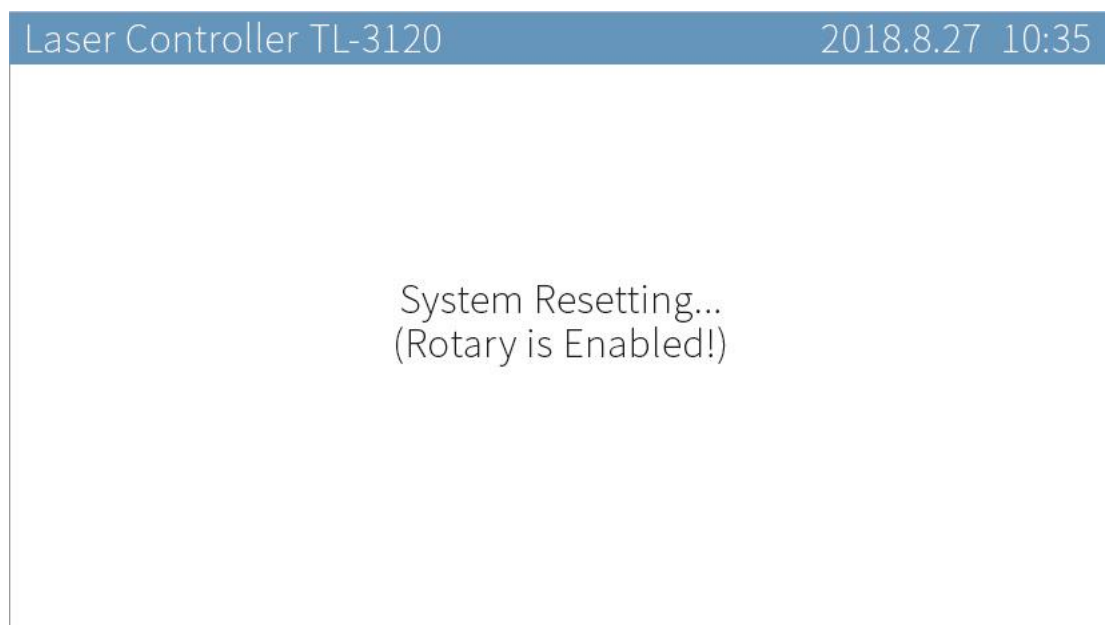 Laser Controller TL-3120 2018.8.27 10:35
System Resetting...
(Rotary is Enabled!)